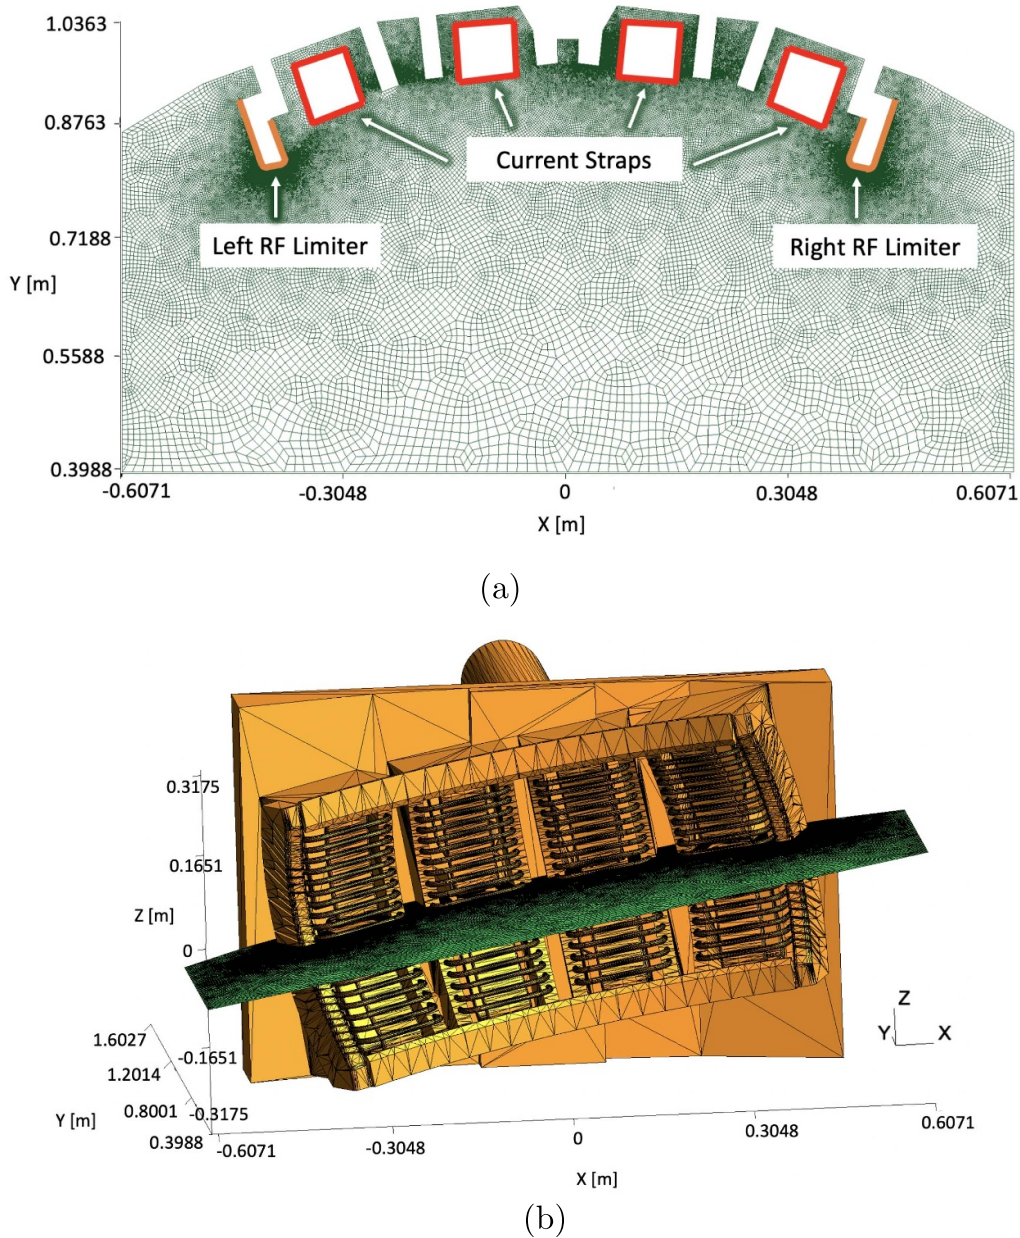 1.0363
0.8763
Current Straps
Left RF Limiter
Right RF Limiter
0.7188
Y [m]
0.5588
0.3988
-0.6071
-0.3048
0
0.3048
0.6071
X [m]
(a)
0.3175
0.1651
Z [m]
0
-0.1651
-0.3175
1.6027
1.2014
0.8001
0.3988
Y [m]
-0.6071
-0.3048
0
0.3048
0.6071
X [m]
Z
Y
X
(b)